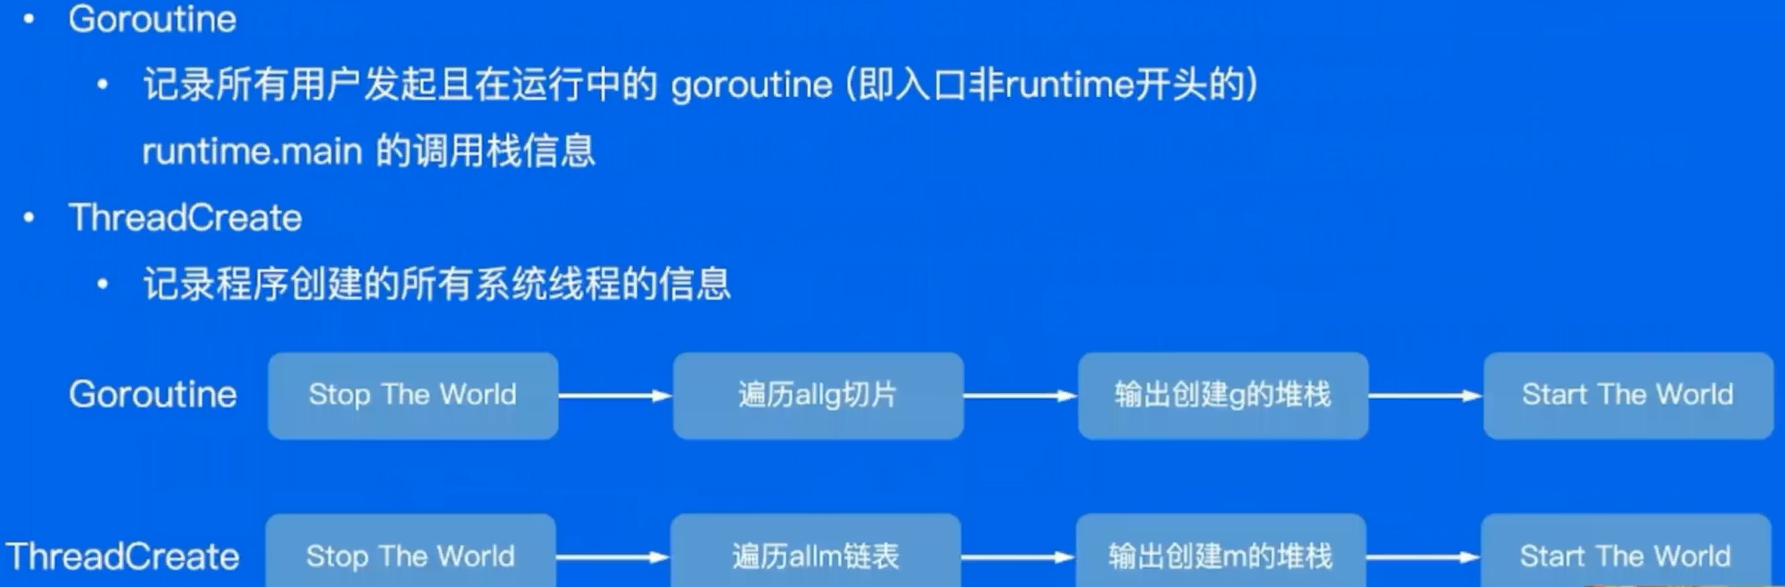 • Goroutine
• 记录所有用户发起且在运行中的 goroutine (即入口非runtime开头的)
runtime.main 的调用栈信息
• ThreadCreate
• 记录程序创建的所有系统线程的信息
Goroutine Stop The World 遍历allg切片 输出创建g的堆栈 Start The World
ThreadCreate Stop The World 遍历allm链表 输出创建m的堆栈 Start The World